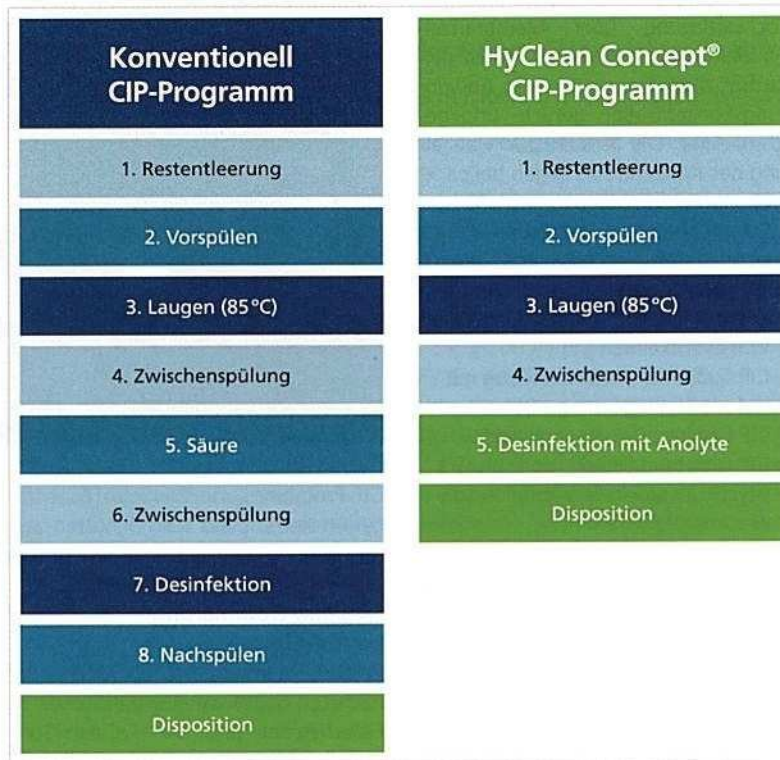 Konventionell
CIP-Programm
1. Restentleerung
2. Vorspülen
3. Laugen (85°C)
4. Zwischenspülung
5. Säure
6. Zwischenspülung
7. Desinfektion
8. Nachspülen
Disposition
HyClean Concept®
CIP-Programm
1. Restentleerung
2. Vorspülen
3. Laugen (85°C)
4. Zwischenspülung
5. Desinfektion mit Anolyte
Disposition